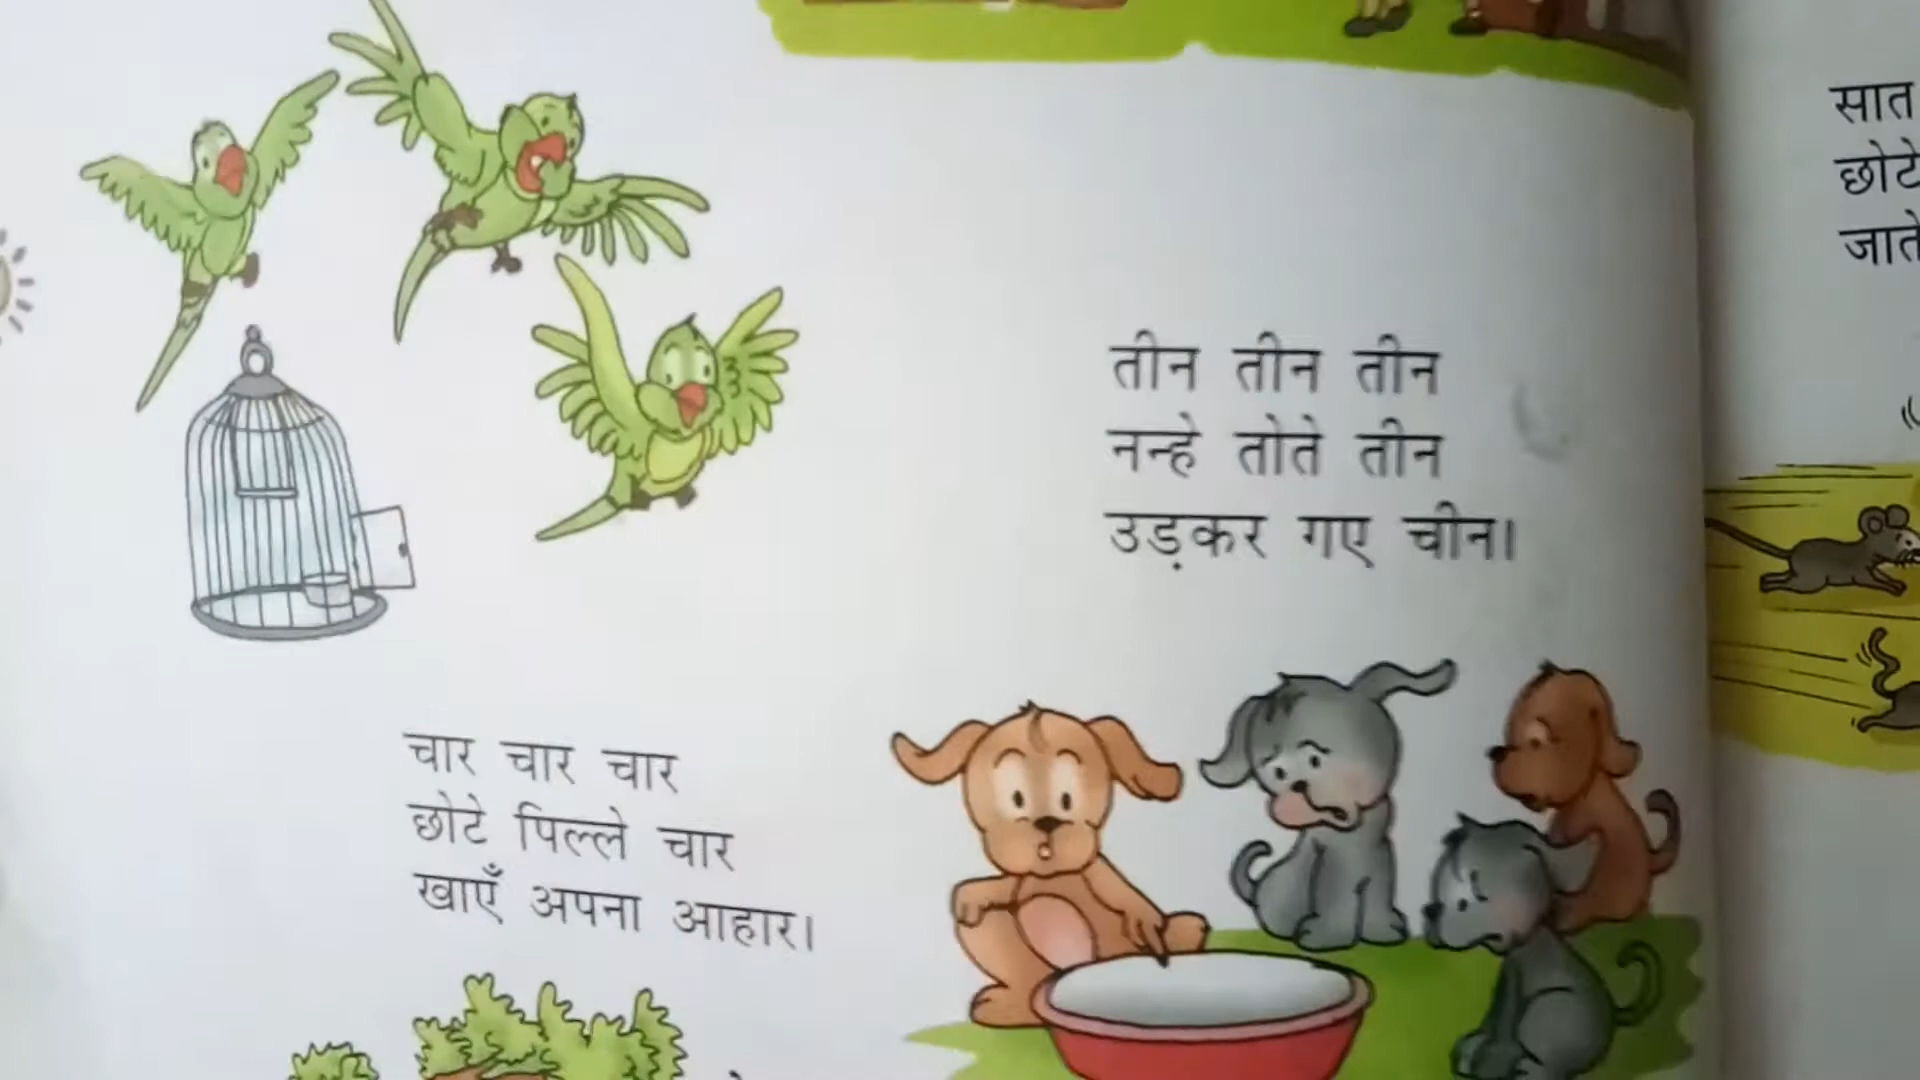 तीन तीन तीन
नन्हे तोते तीन
उड़कर गए चीन।
चार चार चार
छोटे पिल्ले चार
खाएँ अपना आहार।
सात
छोटे
जाते